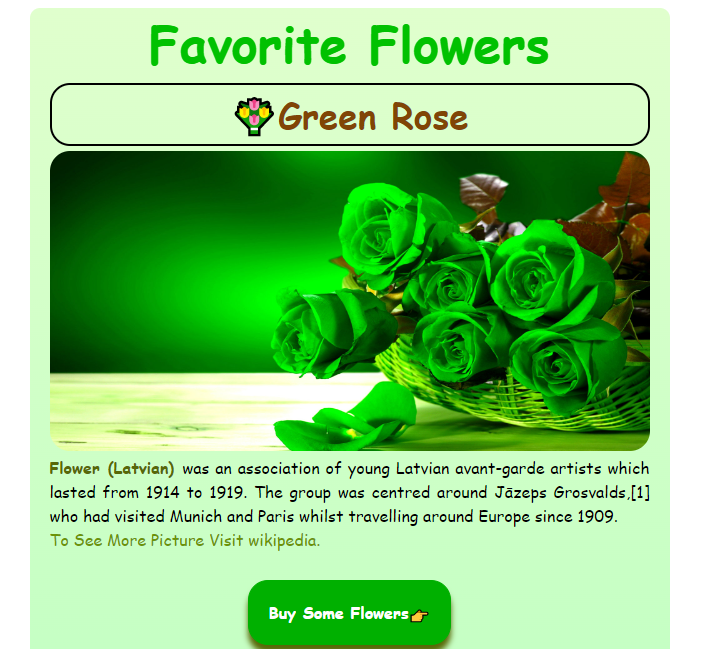 Favorite Flowers
💐Green Rose
Flower (Latvian) was an association of young Latvian avant-garde artists which
lasted from 1914 to 1919. The group was centred around Jāzeps Grosvalds,[1]
who had visited Munich and Paris whilst travelling around Europe since 1909.
To See More Picture Visit wikipedia.
Buy Some Flowers👉